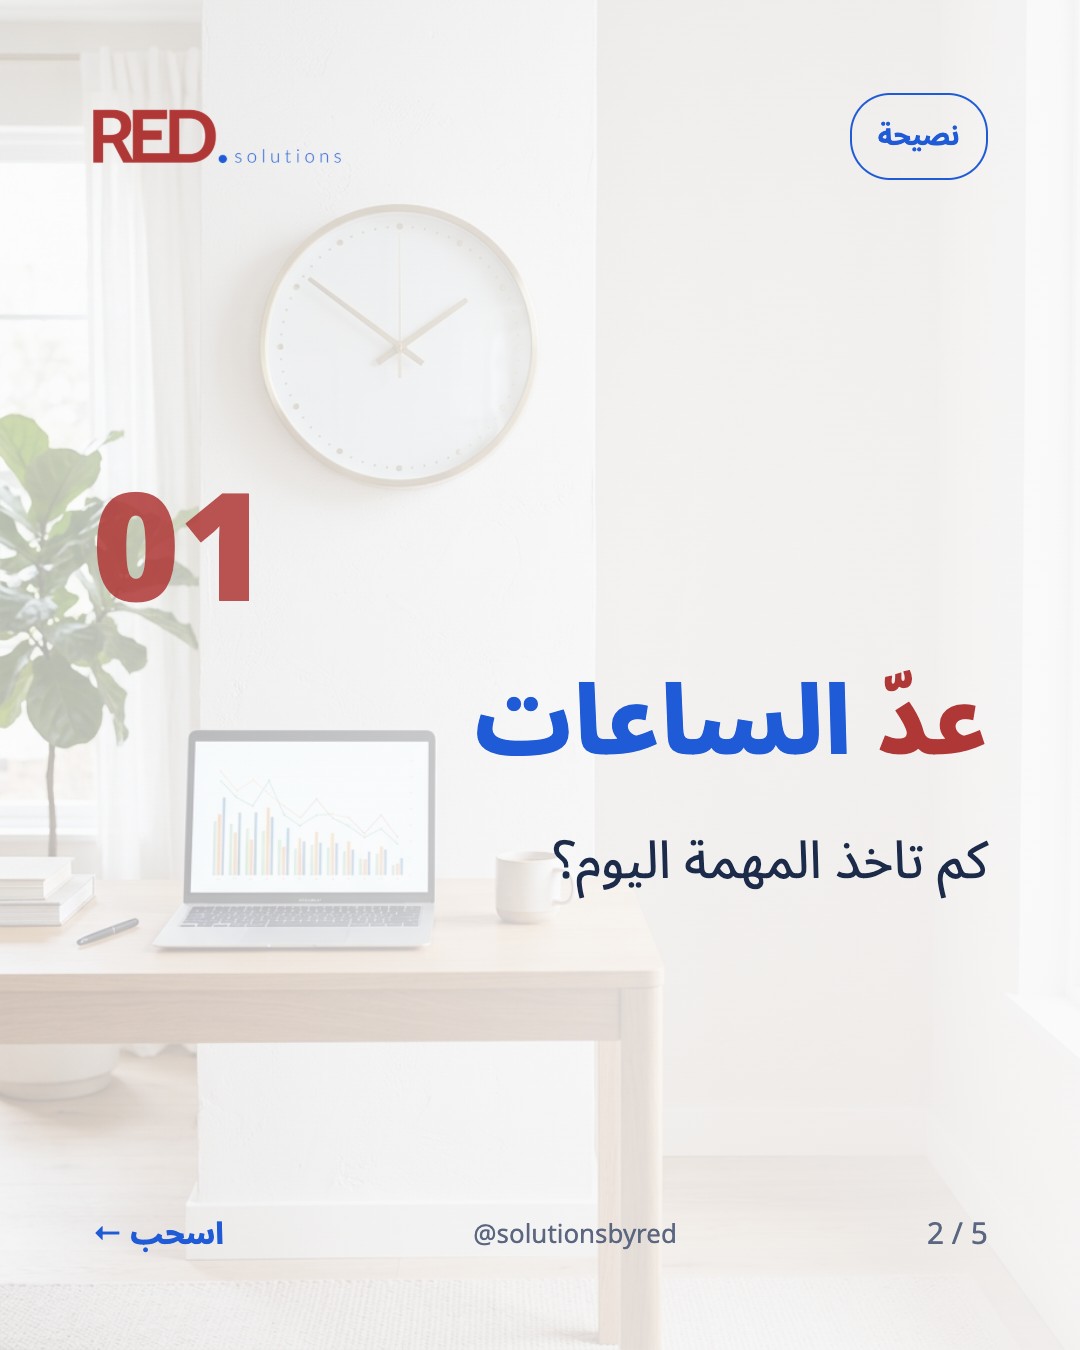 RED.solutions
نصيحة
01
عدّ الساعات
كم تاخذ المهمة اليوم؟
اسحب ←
@solutionsbyred
2 / 5